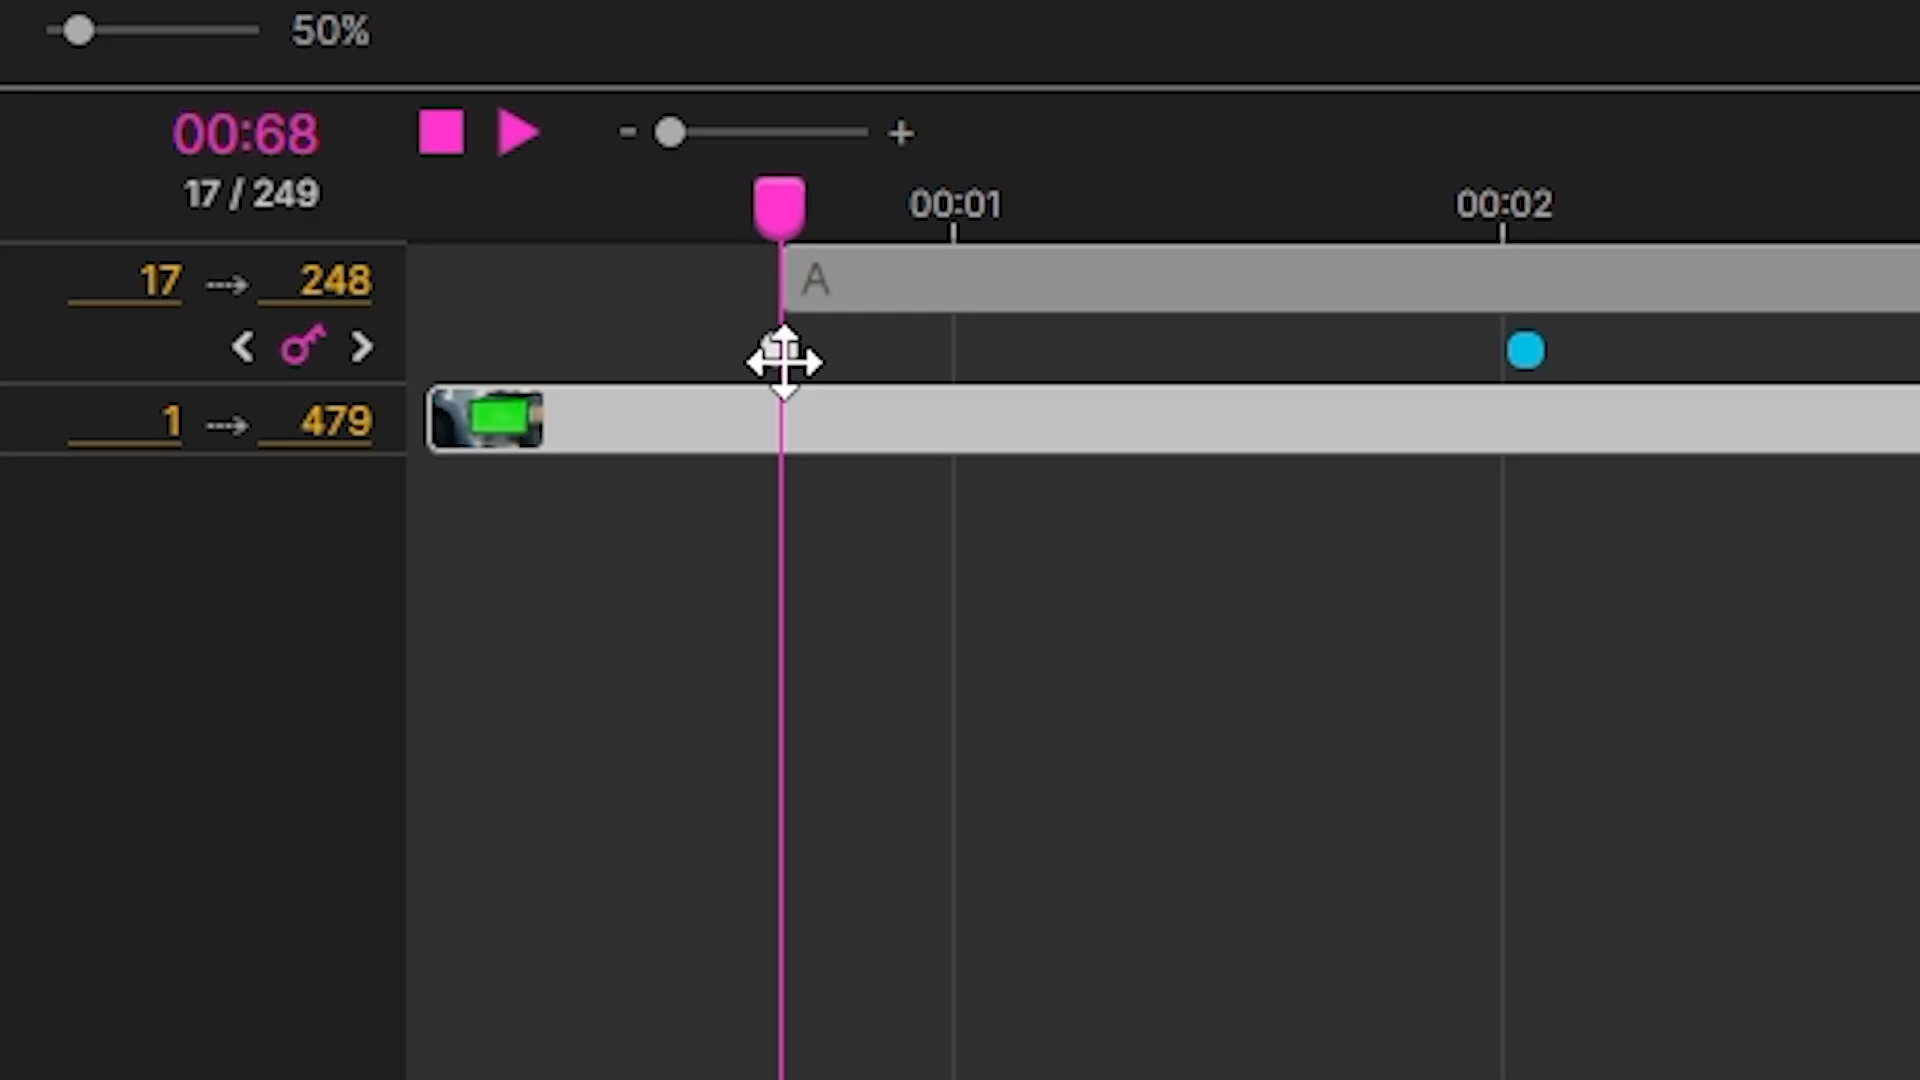 50%
00:68
- +
17 / 249
00:01
00:02
17 → 248
A
1 → 479